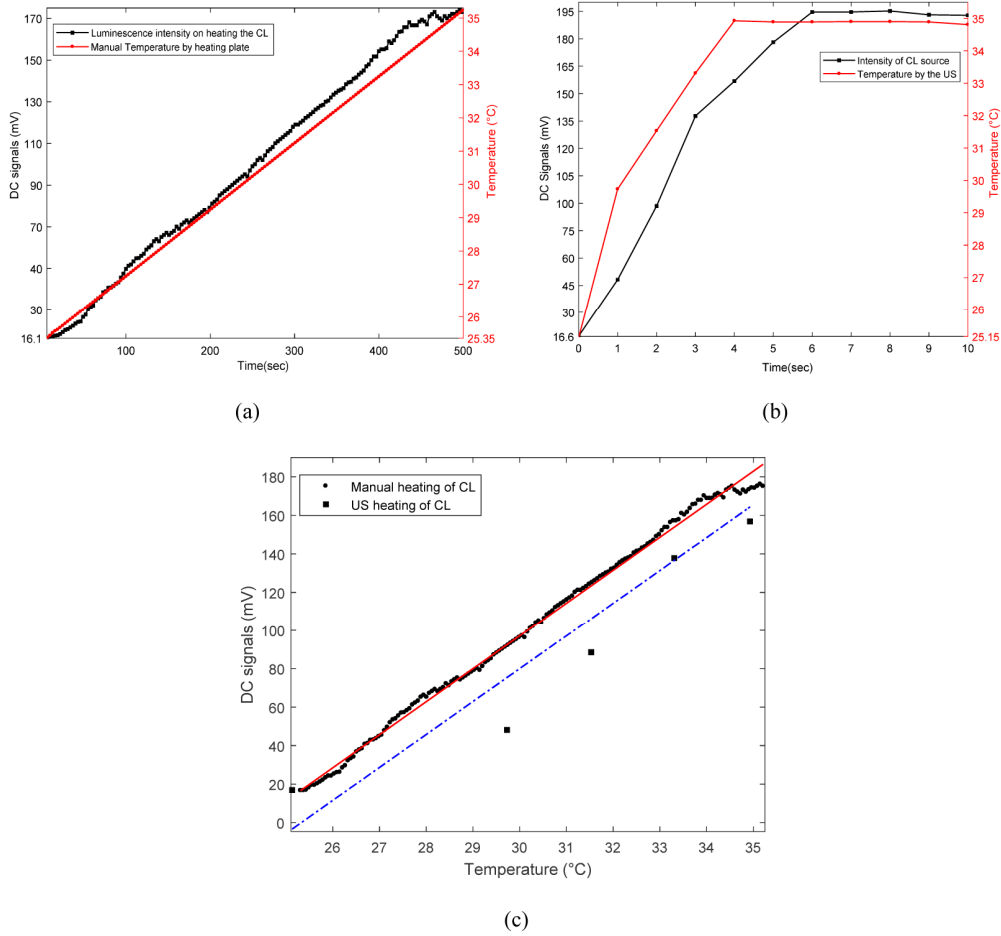 170
150
130
110
90
70
40
30
16.1
DC signals (mV)
Luminescence intensity on heating the CL
Manual Temperature by heating plate
35
34
33
32
31
30
29
28
27
26
25.35
Temperature (°C)
100 200 300 400 500
Time(sec)
(a)
195
180
165
150
135
120
105
90
75
60
45
30
16.6
DC Signals (mV)
Intensity of CL source
Temperature by the US
35
34
33
32
31
30
29
28
27
26
25.15
Temperature (°C)
0 1 2 3 4 5 6 7 8 9 10
Time(sec)
(b)
180
160
140
120
100
80
60
40
20
0
DC signals (mV)
Manual heating of CL
US heating of CL
26 27 28 29 30 31 32 33 34 35
Temperature (°C)
(c)